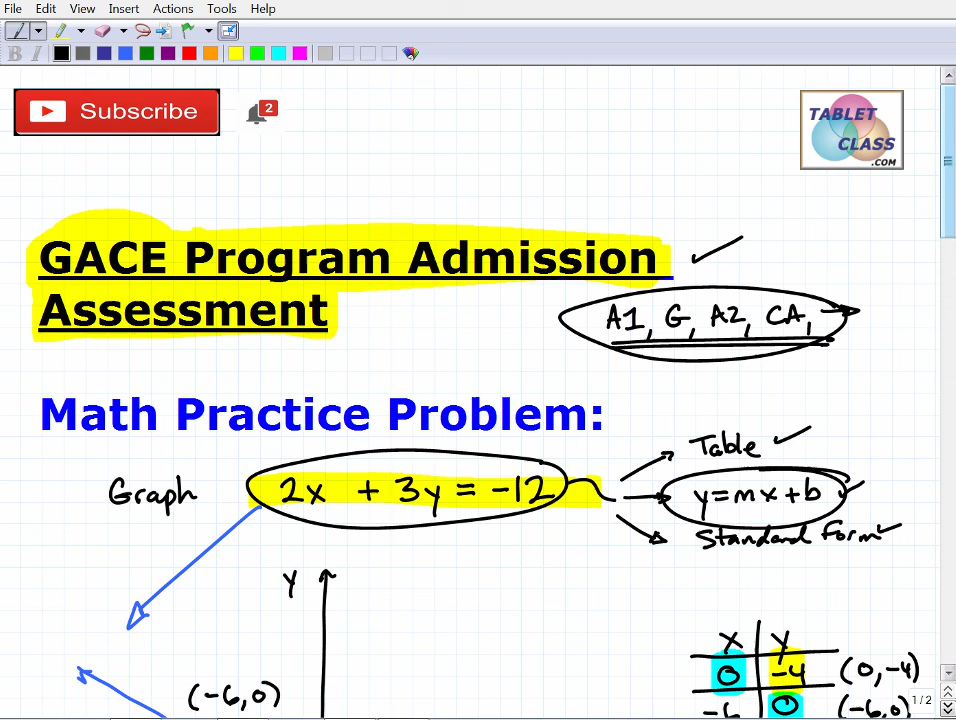 File Edit View Insert Actions Tools Help
B I
Subscribe
2
TABLET
CLASS
.COM
GACE Program Admission
Assessment
A1, G, A2, CA,
Math Practice Problem:
Table
Graph 2x + 3y = -12
y=mx+b
Standard Form
y
x y
0 -4 (0,-4)
(-6,0)
-6 0 (-6,0)
1 / 2